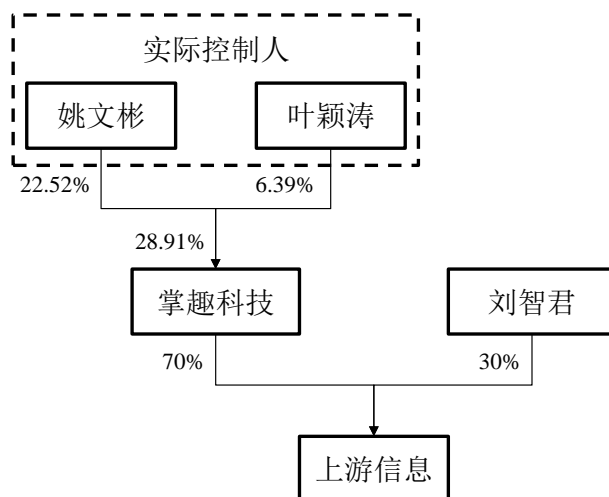 实际控制人
姚文彬
叶颖涛
22.52%
6.39%
28.91%
掌趣科技
刘智君
70%
30%
上游信息